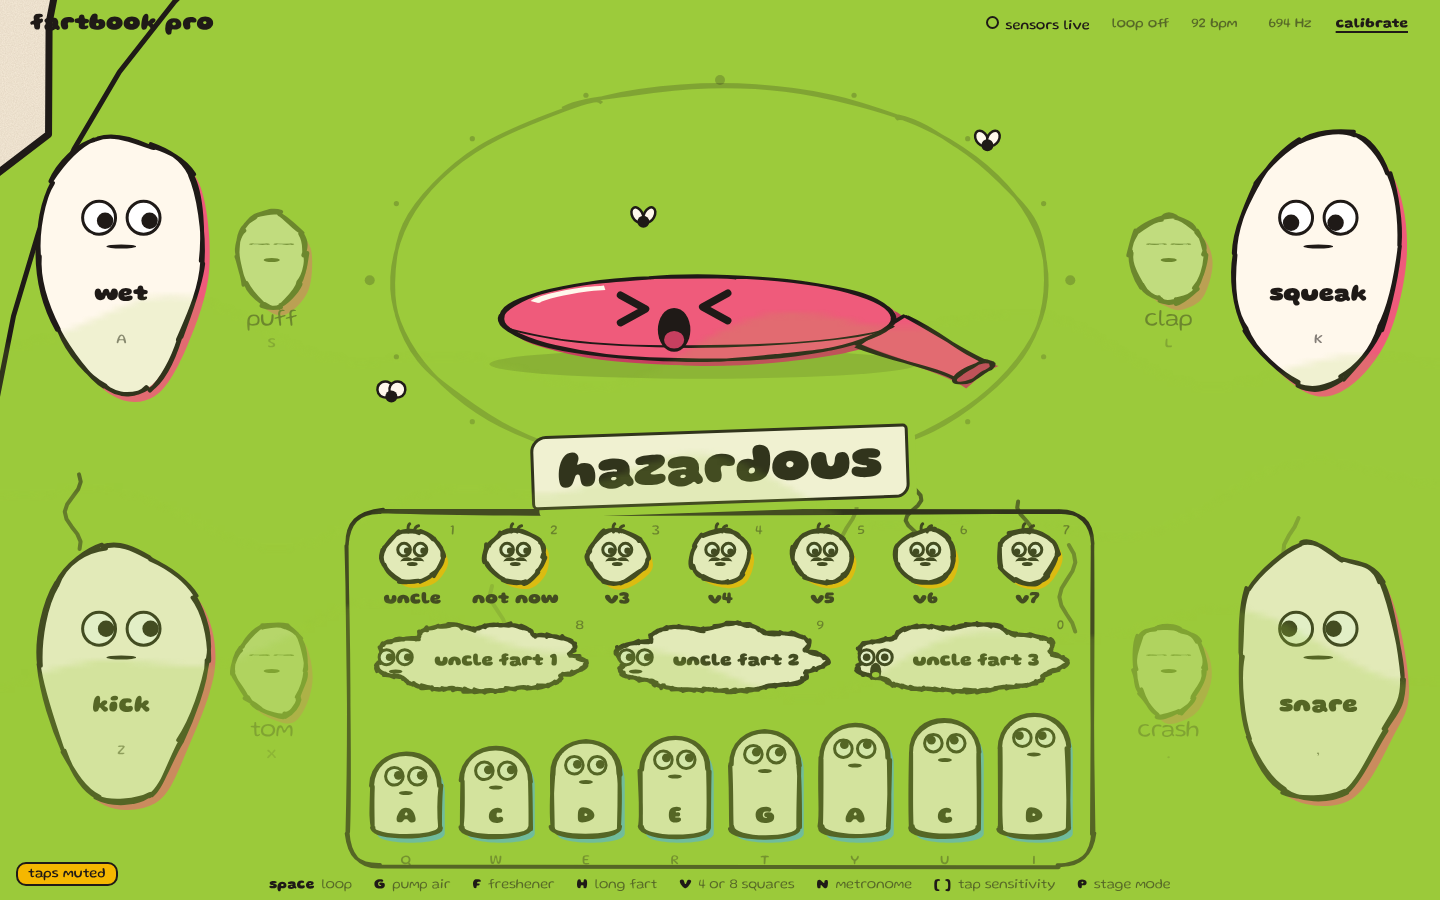 fartbook pro
sensors live
loop off
92 bpm
694 Hz
calibrate
wet
A
puff
S
clap
L
squeak
K
hazardous
1
2
3
4
5
6
7
uncle
not now
v3
v4
v5
v6
v7
8
9
0
uncle fart 1
uncle fart 2
uncle fart 3
kick
Z
tom
X
crash
.
snare
.
A
C
D
E
G
A
C
D
Q
W
E
R
T
Y
U
I
taps muted
space loop
G pump air
F freshener
H long fart
V 4 or 8 squares
N metronome
[ ] tap sensitivity
P stage mode